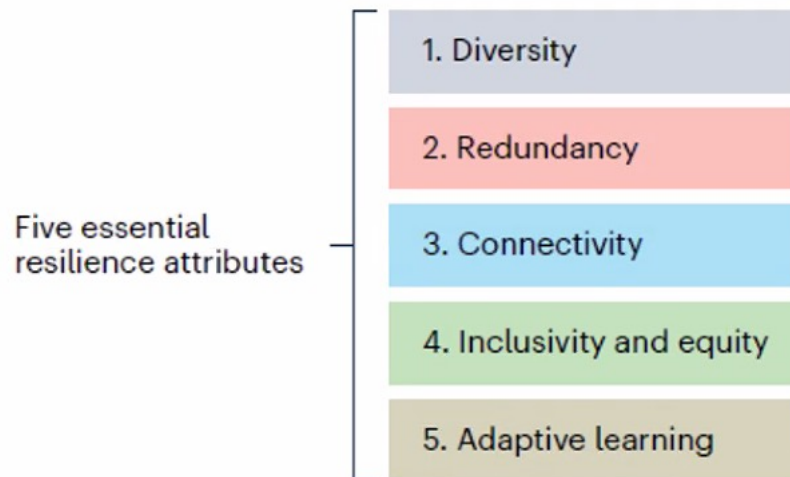 1. Diversity
2. Redundancy
Five essential
resilience attributes
3. Connectivity
4. Inclusivity and equity
5. Adaptive learning